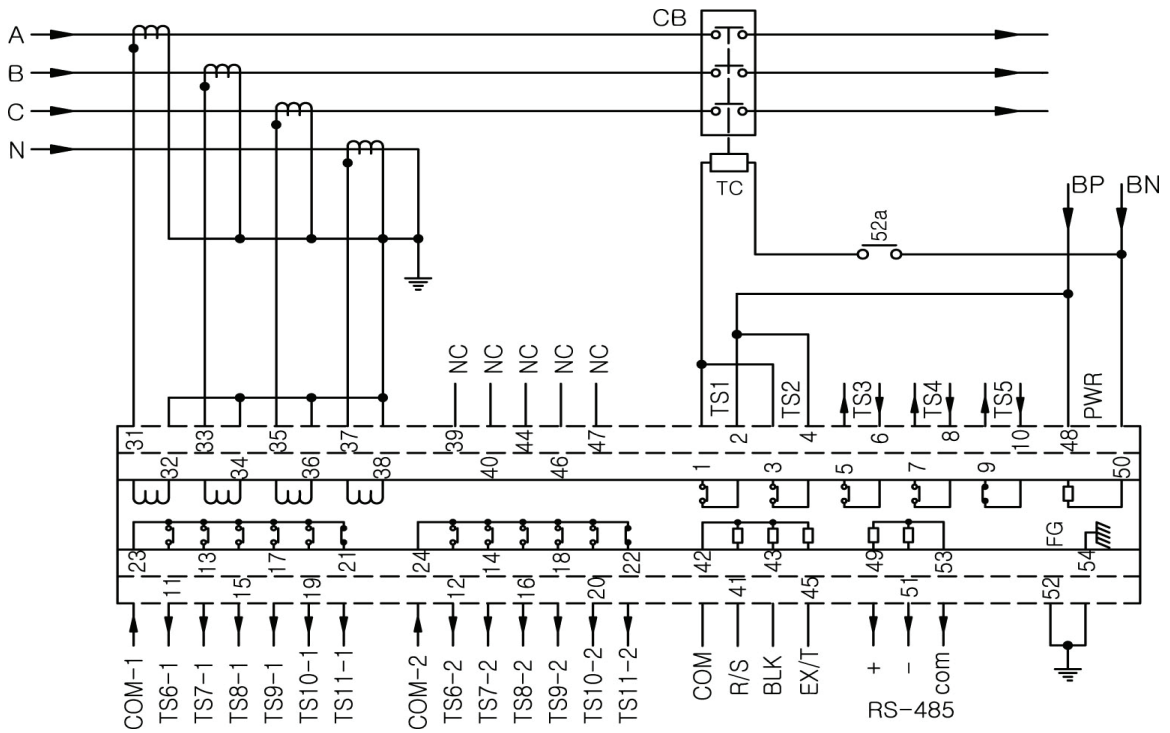 A
B
C
N
CB
TC
52a
BP
BN
NC
NC
NC
NC
NC
TS1
TS2
TS3
TS4
TS5
PWR
31
33
35
37
39
44
47
2
4
6
8
10
48
32
34
36
38
40
46
1
3
5
7
9
50
FG
23
13
17
21
24
14
18
22
42
43
49
53
54
11
15
19
12
16
20
41
45
51
52
COM-1
TS6-1
TS7-1
TS8-1
TS9-1
TS10-1
TS11-1
COM-2
TS6-2
TS7-2
TS8-2
TS9-2
TS10-2
TS11-2
COM
R/S
BLK
EX/T
+
-
com
RS-485